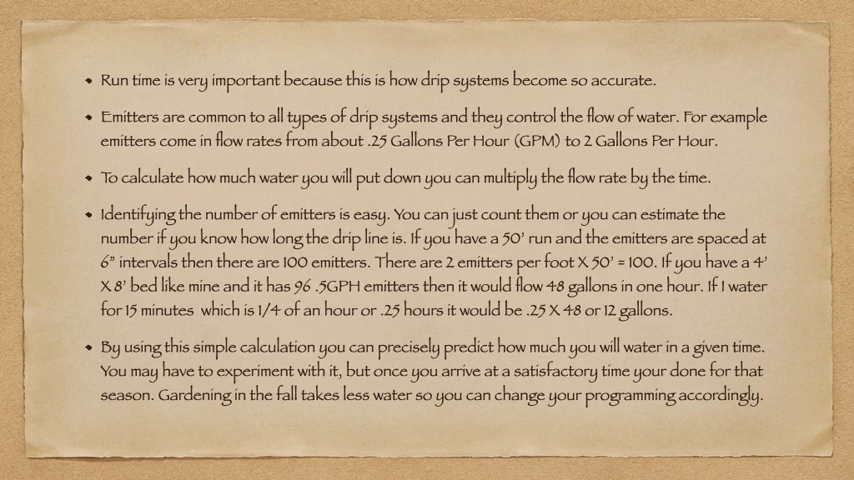 • Run time is very important because this is how drip systems become so accurate.
• Emitters are common to all types of drip systems and they control the flow of water. For example
emitters come in flow rates from about .25 Gallons Per Hour (GPM) to 2 Gallons Per Hour.
• To calculate how much water you will put down you can multiply the flow rate by the time.
• Identifying the number of emitters is easy. You can just count them or you can estimate the
number if you know how long the drip line is. If you have a 50’ run and the emitters are spaced at
6” intervals then there are 100 emitters. There are 2 emitters per foot X 50’ = 100. If you have a 4’
X 8’ bed like mine and it has 96 .5GPH emitters then it would flow 48 gallons in one hour. If I water
for 15 minutes which is 1/4 of an hour or .25 hours it would be .25 X 48 or 12 gallons.
• By using this simple calculation you can precisely predict how much you will water in a given time.
You may have to experiment with it, but once you arrive at a satisfactory time your done for that
season. Gardening in the fall takes less water so you can change your programming accordingly.